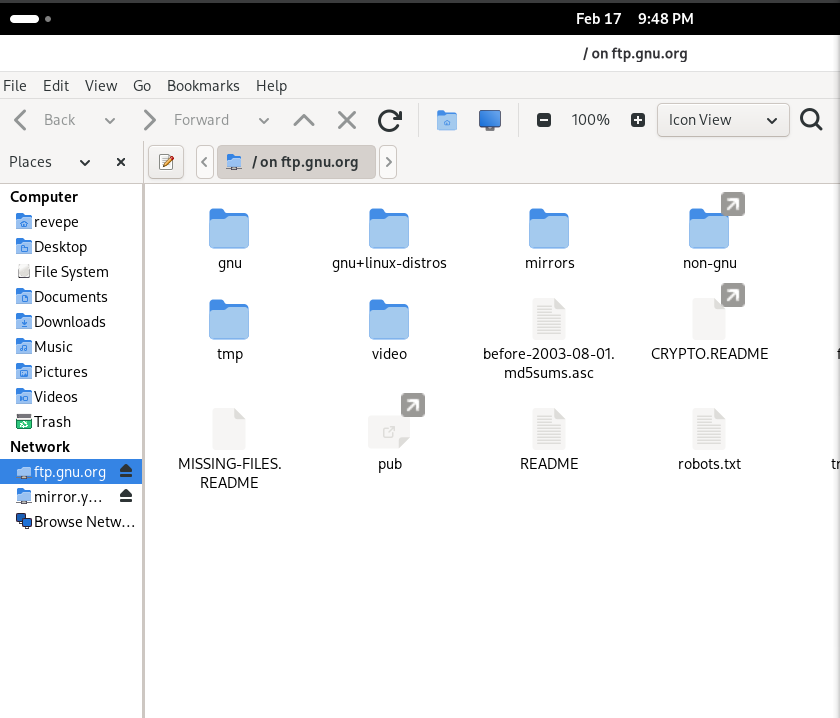 Feb 17 9:48 PM
/ on ftp.gnu.org
File Edit View Go Bookmarks Help
Back Forward 100% Icon View
Places / on ftp.gnu.org
Computer
revepe
Desktop
File System
Documents
Downloads
Music
Pictures
Videos
Trash
Network
ftp.gnu.org
mirror.y...
Browse Netw...
gnu gnu+linux-distros mirrors non-gnu
tmp video before-2003-08-01. CRYPTO.README
md5sums.asc
MISSING-FILES. pub README robots.txt
README